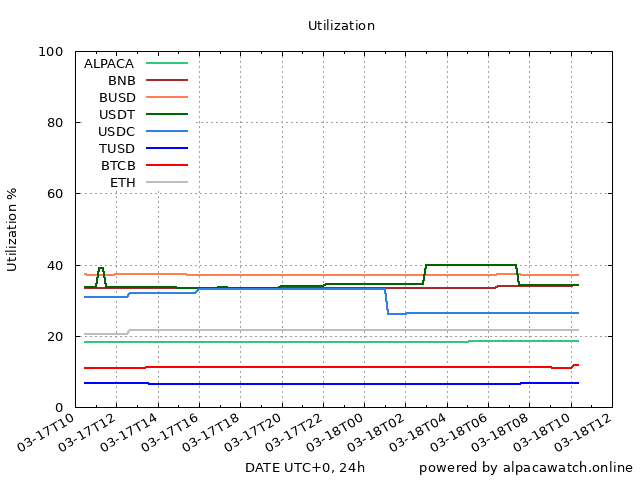 Utilization
100
80
60
40
20
0
Utilization %
ALPACA
BNB
BUSD
USDT
USDC
TUSD
BTCB
ETH
03-17T10 03-17T12 03-17T14 03-17T16 03-17T18 03-17T20 03-17T22 03-18T00 03-18T02 03-18T04 03-18T06 03-18T08 03-18T10 03-18T12
DATE UTC+0, 24h powered by alpacawatch.online